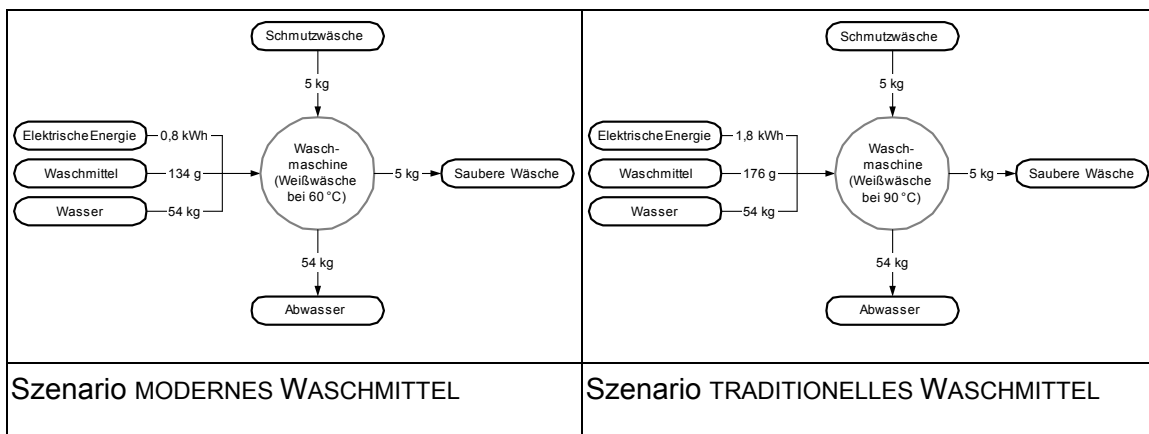 Schmutzwäsche
5 kg
Elektrische Energie
0,8 kWh
Waschmittel
134 g
Wasser
54 kg
Wasch-
maschine
(Weißwäsche
bei 60 °C)
5 kg
Saubere Wäsche
54 kg
Abwasser
Szenario MODERNES WASCHMITTEL
Schmutzwäsche
5 kg
Elektrische Energie
1,8 kWh
Waschmittel
176 g
Wasser
54 kg
Wasch-
maschine
(Weißwäsche
bei 90 °C)
5 kg
Saubere Wäsche
54 kg
Abwasser
Szenario TRADITIONELLES WASCHMITTEL